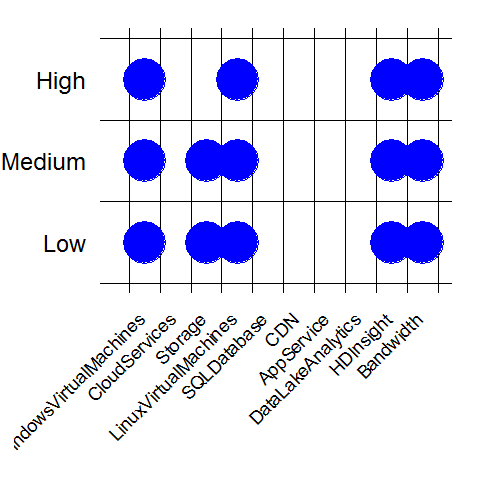 High
Medium
Low
ndowsVirtualMachines
CloudServices
Storage
LinuxVirtualMachines
SQLDatabase
CDN
AppService
DataLakeAnalytics
HDInsight
Bandwidth